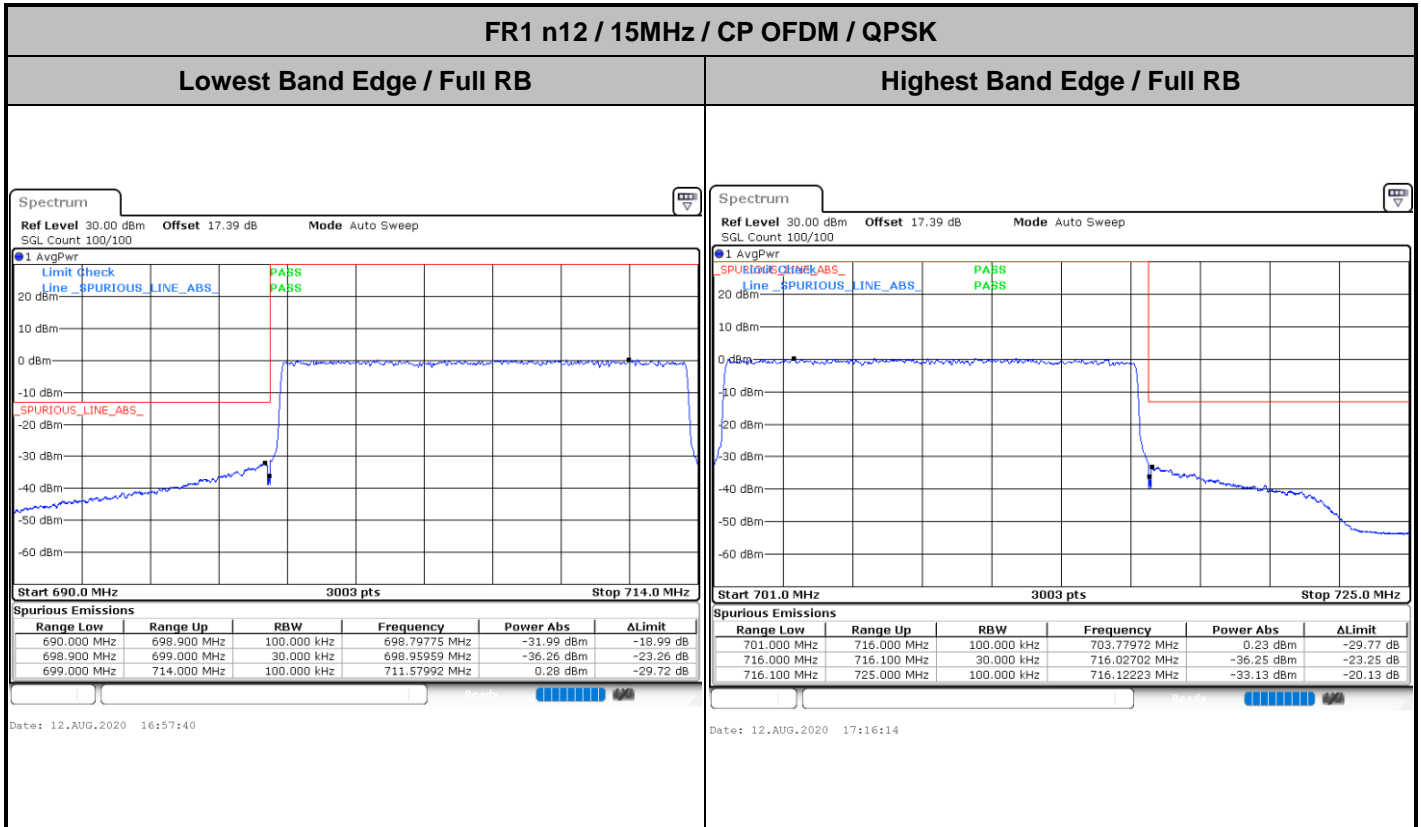 FR1 n12 / 15MHz / CP OFDM / QPSK
Lowest Band Edge / Full RB
Highest Band Edge / Full RB
Spectrum
Ref Level 30.00 dBm Offset 17.39 dB Mode Auto Sweep
SGL Count 100/100
1 AvgPwr
Limit Check PASS
Line _SPURIOUS_LINE_ABS_ PASS
20 dBm
10 dBm
0 dBm
-10 dBm
_SPURIOUS_LINE_ABS_
-20 dBm
-30 dBm
-40 dBm
-50 dBm
-60 dBm
Start 690.0 MHz 3003 pts Stop 714.0 MHz
Spurious Emissions
Range Low Range Up RBW Frequency Power Abs ΔLimit
690.000 MHz 698.900 MHz 100.000 kHz 698.79775 MHz -31.99 dBm -18.99 dB
698.900 MHz 699.000 MHz 30.000 kHz 698.95959 MHz -36.26 dBm -23.26 dB
699.000 MHz 714.000 MHz 100.000 kHz 711.57992 MHz 0.28 dBm -29.72 dB
Ready
Date: 12.AUG.2020 16:57:40
Spectrum
Ref Level 30.00 dBm Offset 17.39 dB Mode Auto Sweep
SGL Count 100/100
1 AvgPwr
_SPURIOUS_LINE_ABS_
Limit Check PASS
Line _SPURIOUS_LINE_ABS_ PASS
20 dBm
10 dBm
0 dBm
-10 dBm
-20 dBm
-30 dBm
-40 dBm
-50 dBm
-60 dBm
Start 701.0 MHz 3003 pts Stop 725.0 MHz
Spurious Emissions
Range Low Range Up RBW Frequency Power Abs ΔLimit
701.000 MHz 716.000 MHz 100.000 kHz 703.77972 MHz 0.23 dBm -29.77 dB
716.000 MHz 716.100 MHz 30.000 kHz 716.02702 MHz -36.25 dBm -23.25 dB
716.100 MHz 725.000 MHz 100.000 kHz 716.12223 MHz -33.13 dBm -20.13 dB
Ready
Date: 12.AUG.2020 17:16:14